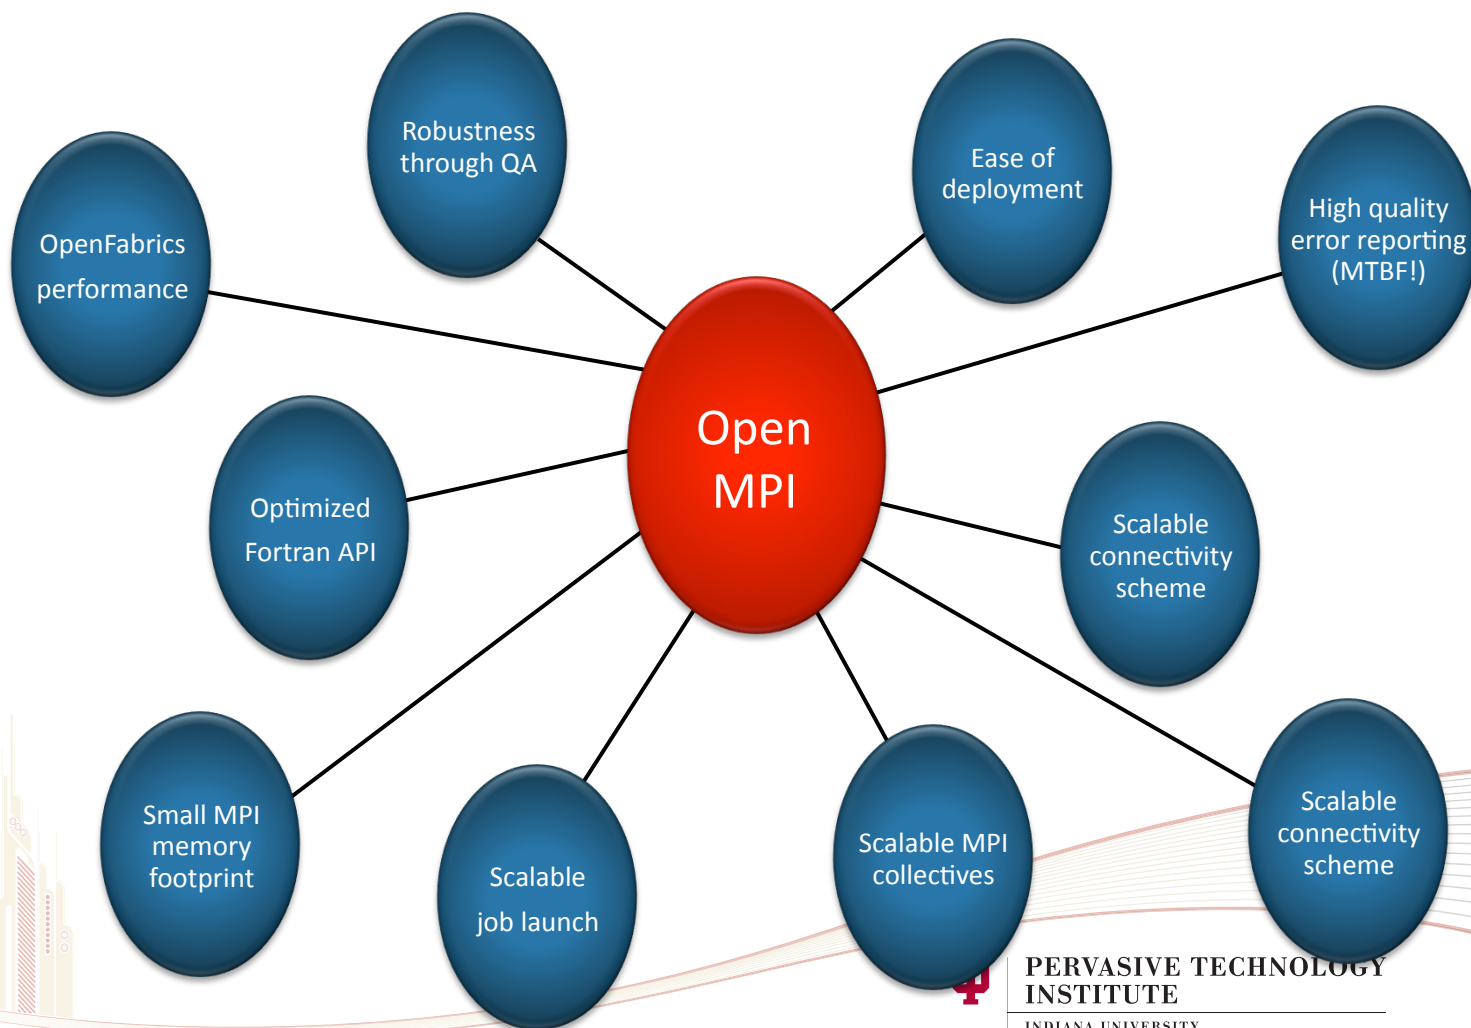 Robustness
through QA
Ease of
deployment
High quality
error reporting
(MTBF!)
OpenFabrics
performance
Open
MPI
Optimized
Fortran API
Scalable
connectivity
scheme
Small MPI
memory
footprint
Scalable
job launch
Scalable MPI
collectives
Scalable
connectivity
scheme
PERVASIVE TECHNOLOGY
INSTITUTE
INDIANA UNIVERSITY